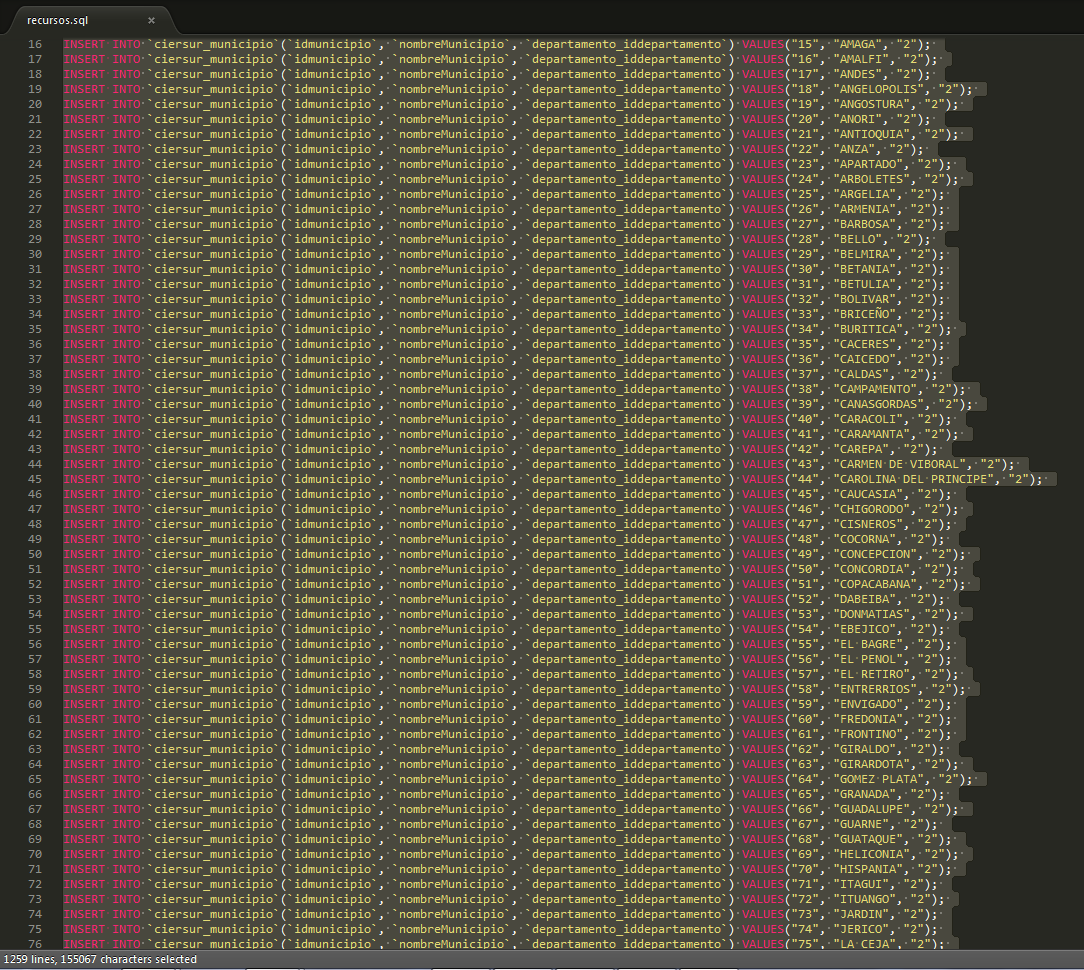 recursos.sql ×
16 INSERT INTO `ciersur_municipio`(`idmunicipio`, `nombreMunicipio`, `departamento_iddepartamento`) VALUES("15", "AMAGA", "2");
17 INSERT INTO `ciersur_municipio`(`idmunicipio`, `nombreMunicipio`, `departamento_iddepartamento`) VALUES("16", "AMALFI", "2");
18 INSERT INTO `ciersur_municipio`(`idmunicipio`, `nombreMunicipio`, `departamento_iddepartamento`) VALUES("17", "ANDES", "2");
19 INSERT INTO `ciersur_municipio`(`idmunicipio`, `nombreMunicipio`, `departamento_iddepartamento`) VALUES("18", "ANGELOPOLIS", "2");
20 INSERT INTO `ciersur_municipio`(`idmunicipio`, `nombreMunicipio`, `departamento_iddepartamento`) VALUES("19", "ANGOSTURA", "2");
21 INSERT INTO `ciersur_municipio`(`idmunicipio`, `nombreMunicipio`, `departamento_iddepartamento`) VALUES("20", "ANORI", "2");
22 INSERT INTO `ciersur_municipio`(`idmunicipio`, `nombreMunicipio`, `departamento_iddepartamento`) VALUES("21", "ANTIOQUIA", "2");
23 INSERT INTO `ciersur_municipio`(`idmunicipio`, `nombreMunicipio`, `departamento_iddepartamento`) VALUES("22", "ANZA", "2");
24 INSERT INTO `ciersur_municipio`(`idmunicipio`, `nombreMunicipio`, `departamento_iddepartamento`) VALUES("23", "APARTADO", "2");
25 INSERT INTO `ciersur_municipio`(`idmunicipio`, `nombreMunicipio`, `departamento_iddepartamento`) VALUES("24", "ARBOLETES", "2");
26 INSERT INTO `ciersur_municipio`(`idmunicipio`, `nombreMunicipio`, `departamento_iddepartamento`) VALUES("25", "ARGELIA", "2");
27 INSERT INTO `ciersur_municipio`(`idmunicipio`, `nombreMunicipio`, `departamento_iddepartamento`) VALUES("26", "ARMENIA", "2");
28 INSERT INTO `ciersur_municipio`(`idmunicipio`, `nombreMunicipio`, `departamento_iddepartamento`) VALUES("27", "BARBOSA", "2");
29 INSERT INTO `ciersur_municipio`(`idmunicipio`, `nombreMunicipio`, `departamento_iddepartamento`) VALUES("28", "BELLO", "2");
30 INSERT INTO `ciersur_municipio`(`idmunicipio`, `nombreMunicipio`, `departamento_iddepartamento`) VALUES("29", "BELMIRA", "2");
31 INSERT INTO `ciersur_municipio`(`idmunicipio`, `nombreMunicipio`, `departamento_iddepartamento`) VALUES("30", "BETANIA", "2");
32 INSERT INTO `ciersur_municipio`(`idmunicipio`, `nombreMunicipio`, `departamento_iddepartamento`) VALUES("31", "BETULIA", "2");
33 INSERT INTO `ciersur_municipio`(`idmunicipio`, `nombreMunicipio`, `departamento_iddepartamento`) VALUES("32", "BOLIVAR", "2");
34 INSERT INTO `ciersur_municipio`(`idmunicipio`, `nombreMunicipio`, `departamento_iddepartamento`) VALUES("33", "BRICEÑO", "2");
35 INSERT INTO `ciersur_municipio`(`idmunicipio`, `nombreMunicipio`, `departamento_iddepartamento`) VALUES("34", "BURITICA", "2");
36 INSERT INTO `ciersur_municipio`(`idmunicipio`, `nombreMunicipio`, `departamento_iddepartamento`) VALUES("35", "CACERES", "2");
37 INSERT INTO `ciersur_municipio`(`idmunicipio`, `nombreMunicipio`, `departamento_iddepartamento`) VALUES("36", "CAICEDO", "2");
38 INSERT INTO `ciersur_municipio`(`idmunicipio`, `nombreMunicipio`, `departamento_iddepartamento`) VALUES("37", "CALDAS", "2");
39 INSERT INTO `ciersur_municipio`(`idmunicipio`, `nombreMunicipio`, `departamento_iddepartamento`) VALUES("38", "CAMPAMENTO", "2");
40 INSERT INTO `ciersur_municipio`(`idmunicipio`, `nombreMunicipio`, `departamento_iddepartamento`) VALUES("39", "CANASGORDAS", "2");
41 INSERT INTO `ciersur_municipio`(`idmunicipio`, `nombreMunicipio`, `departamento_iddepartamento`) VALUES("40", "CARACOLI", "2");
42 INSERT INTO `ciersur_municipio`(`idmunicipio`, `nombreMunicipio`, `departamento_iddepartamento`) VALUES("41", "CARAMANTA", "2");
43 INSERT INTO `ciersur_municipio`(`idmunicipio`, `nombreMunicipio`, `departamento_iddepartamento`) VALUES("42", "CAREPA", "2");
44 INSERT INTO `ciersur_municipio`(`idmunicipio`, `nombreMunicipio`, `departamento_iddepartamento`) VALUES("43", "CARMEN DE VIBORAL", "2");
45 INSERT INTO `ciersur_municipio`(`idmunicipio`, `nombreMunicipio`, `departamento_iddepartamento`) VALUES("44", "CAROLINA DEL PRINCIPE", "2");
46 INSERT INTO `ciersur_municipio`(`idmunicipio`, `nombreMunicipio`, `departamento_iddepartamento`) VALUES("45", "CAUCASIA", "2");
47 INSERT INTO `ciersur_municipio`(`idmunicipio`, `nombreMunicipio`, `departamento_iddepartamento`) VALUES("46", "CHIGORODO", "2");
48 INSERT INTO `ciersur_municipio`(`idmunicipio`, `nombreMunicipio`, `departamento_iddepartamento`) VALUES("47", "CISNEROS", "2");
49 INSERT INTO `ciersur_municipio`(`idmunicipio`, `nombreMunicipio`, `departamento_iddepartamento`) VALUES("48", "COCORNA", "2");
50 INSERT INTO `ciersur_municipio`(`idmunicipio`, `nombreMunicipio`, `departamento_iddepartamento`) VALUES("49", "CONCEPCION", "2");
51 INSERT INTO `ciersur_municipio`(`idmunicipio`, `nombreMunicipio`, `departamento_iddepartamento`) VALUES("50", "CONCORDIA", "2");
52 INSERT INTO `ciersur_municipio`(`idmunicipio`, `nombreMunicipio`, `departamento_iddepartamento`) VALUES("51", "COPACABANA", "2");
53 INSERT INTO `ciersur_municipio`(`idmunicipio`, `nombreMunicipio`, `departamento_iddepartamento`) VALUES("52", "DABEIBA", "2");
54 INSERT INTO `ciersur_municipio`(`idmunicipio`, `nombreMunicipio`, `departamento_iddepartamento`) VALUES("53", "DONMATIAS", "2");
55 INSERT INTO `ciersur_municipio`(`idmunicipio`, `nombreMunicipio`, `departamento_iddepartamento`) VALUES("54", "EBEJICO", "2");
56 INSERT INTO `ciersur_municipio`(`idmunicipio`, `nombreMunicipio`, `departamento_iddepartamento`) VALUES("55", "EL BAGRE", "2");
57 INSERT INTO `ciersur_municipio`(`idmunicipio`, `nombreMunicipio`, `departamento_iddepartamento`) VALUES("56", "EL PENOL", "2");
58 INSERT INTO `ciersur_municipio`(`idmunicipio`, `nombreMunicipio`, `departamento_iddepartamento`) VALUES("57", "EL RETIRO", "2");
59 INSERT INTO `ciersur_municipio`(`idmunicipio`, `nombreMunicipio`, `departamento_iddepartamento`) VALUES("58", "ENTRERRIOS", "2");
60 INSERT INTO `ciersur_municipio`(`idmunicipio`, `nombreMunicipio`, `departamento_iddepartamento`) VALUES("59", "ENVIGADO", "2");
61 INSERT INTO `ciersur_municipio`(`idmunicipio`, `nombreMunicipio`, `departamento_iddepartamento`) VALUES("60", "FREDONIA", "2");
62 INSERT INTO `ciersur_municipio`(`idmunicipio`, `nombreMunicipio`, `departamento_iddepartamento`) VALUES("61", "FRONTINO", "2");
63 INSERT INTO `ciersur_municipio`(`idmunicipio`, `nombreMunicipio`, `departamento_iddepartamento`) VALUES("62", "GIRALDO", "2");
64 INSERT INTO `ciersur_municipio`(`idmunicipio`, `nombreMunicipio`, `departamento_iddepartamento`) VALUES("63", "GIRARDOTA", "2");
65 INSERT INTO `ciersur_municipio`(`idmunicipio`, `nombreMunicipio`, `departamento_iddepartamento`) VALUES("64", "GOMEZ PLATA", "2");
66 INSERT INTO `ciersur_municipio`(`idmunicipio`, `nombreMunicipio`, `departamento_iddepartamento`) VALUES("65", "GRANADA", "2");
67 INSERT INTO `ciersur_municipio`(`idmunicipio`, `nombreMunicipio`, `departamento_iddepartamento`) VALUES("66", "GUADALUPE", "2");
68 INSERT INTO `ciersur_municipio`(`idmunicipio`, `nombreMunicipio`, `departamento_iddepartamento`) VALUES("67", "GUARNE", "2");
69 INSERT INTO `ciersur_municipio`(`idmunicipio`, `nombreMunicipio`, `departamento_iddepartamento`) VALUES("68", "GUATAQUE", "2");
70 INSERT INTO `ciersur_municipio`(`idmunicipio`, `nombreMunicipio`, `departamento_iddepartamento`) VALUES("69", "HELICONIA", "2");
71 INSERT INTO `ciersur_municipio`(`idmunicipio`, `nombreMunicipio`, `departamento_iddepartamento`) VALUES("70", "HISPANIA", "2");
72 INSERT INTO `ciersur_municipio`(`idmunicipio`, `nombreMunicipio`, `departamento_iddepartamento`) VALUES("71", "ITAGUI", "2");
73 INSERT INTO `ciersur_municipio`(`idmunicipio`, `nombreMunicipio`, `departamento_iddepartamento`) VALUES("72", "ITUANGO", "2");
74 INSERT INTO `ciersur_municipio`(`idmunicipio`, `nombreMunicipio`, `departamento_iddepartamento`) VALUES("73", "JARDIN", "2");
75 INSERT INTO `ciersur_municipio`(`idmunicipio`, `nombreMunicipio`, `departamento_iddepartamento`) VALUES("74", "JERICO", "2");
76 INSERT INTO `ciersur_municipio`(`idmunicipio`, `nombreMunicipio`, `departamento_iddepartamento`) VALUES("75", "LA CEJA", "2");
1259 lines, 155067 characters selected